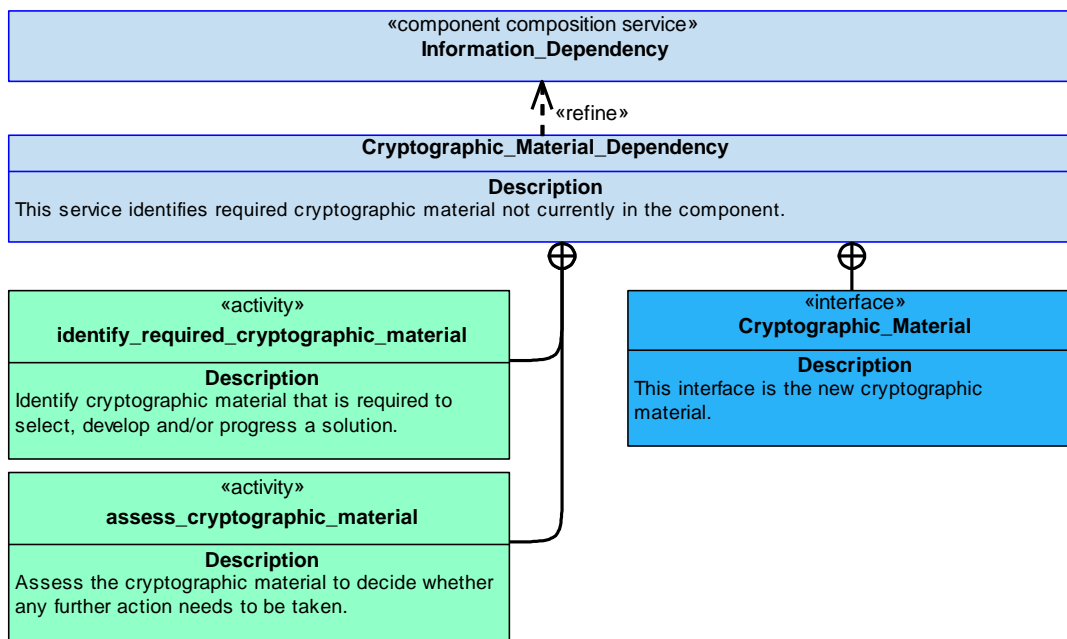 «component composition service»
Information_Dependency
«refine»
Cryptographic_Material_Dependency
Description
This service identifies required cryptographic material not currently in the component.
«activity»
identify_required_cryptographic_material
Description
Identify cryptographic material that is required to
select, develop and/or progress a solution.
«interface»
Cryptographic_Material
Description
This interface is the new cryptographic
material.
«activity»
assess_cryptographic_material
Description
Assess the cryptographic material to decide whether
any further action needs to be taken.